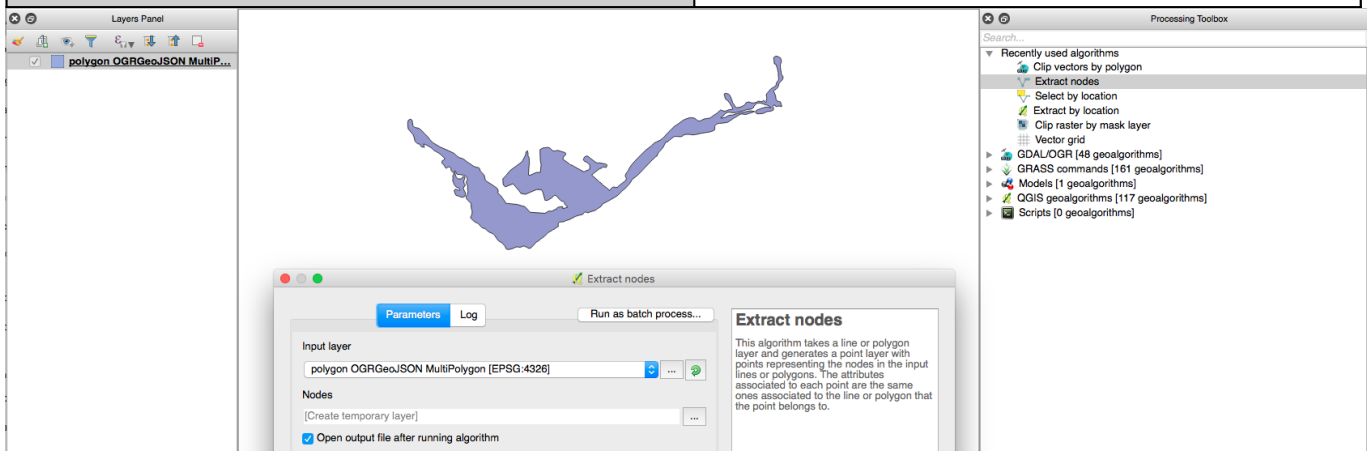 Layers Panel
polygon OGRGeoJSON MultiP...
Processing Toolbox
Search...
Recently used algorithms
Clip vectors by polygon
Extract nodes
Select by location
Extract by location
Clip raster by mask layer
Vector grid
GDAL/OGR [48 geoalgorithms]
GRASS commands [161 geoalgorithms]
Models [1 geoalgorithms]
QGIS geoalgorithms [117 geoalgorithms]
Scripts [0 geoalgorithms]
Extract nodes
Parameters
Log
Run as batch process...
Input layer
polygon OGRGeoJSON MultiPolygon [EPSG:4326]
...
Nodes
[Create temporary layer]
...
Open output file after running algorithm
Extract nodes
This algorithm takes a line or polygon
layer and generates a point layer with
points representing the nodes in the input
lines or polygons. The attributes
associated to each point are the same
ones associated to the line or polygon that
the point belongs to.